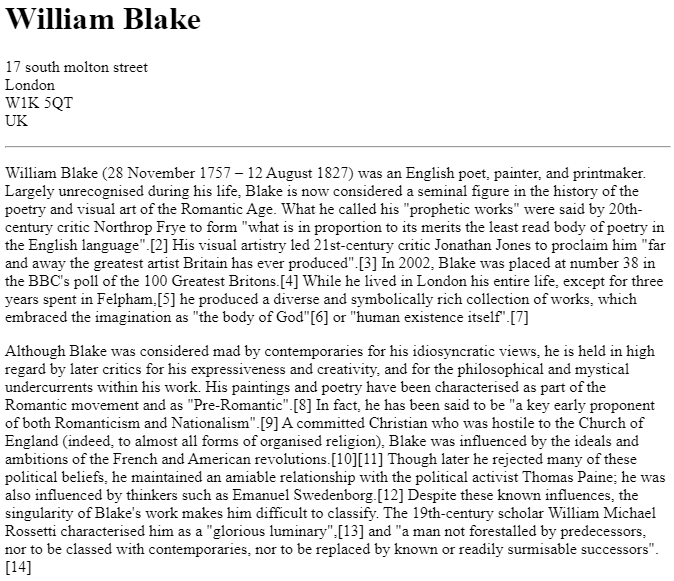 William Blake
17 south molton street
London
W1K 5QT
UK
William Blake (28 November 1757 – 12 August 1827) was an English poet, painter, and printmaker.
Largely unrecognised during his life, Blake is now considered a seminal figure in the history of the
poetry and visual art of the Romantic Age. What he called his "prophetic works" were said by 20th-
century critic Northrop Frye to form "what is in proportion to its merits the least read body of poetry in
the English language".[2] His visual artistry led 21st-century critic Jonathan Jones to proclaim him "far
and away the greatest artist Britain has ever produced".[3] In 2002, Blake was placed at number 38 in
the BBC's poll of the 100 Greatest Britons.[4] While he lived in London his entire life, except for three
years spent in Felpham,[5] he produced a diverse and symbolically rich collection of works, which
embraced the imagination as "the body of God"[6] or "human existence itself".[7]
Although Blake was considered mad by contemporaries for his idiosyncratic views, he is held in high
regard by later critics for his expressiveness and creativity, and for the philosophical and mystical
undercurrents within his work. His paintings and poetry have been characterised as part of the
Romantic movement and as "Pre-Romantic".[8] In fact, he has been said to be "a key early proponent
of both Romanticism and Nationalism".[9] A committed Christian who was hostile to the Church of
England (indeed, to almost all forms of organised religion), Blake was influenced by the ideals and
ambitions of the French and American revolutions.[10][11] Though later he rejected many of these
political beliefs, he maintained an amiable relationship with the political activist Thomas Paine; he was
also influenced by thinkers such as Emanuel Swedenborg.[12] Despite these known influences, the
singularity of Blake's work makes him difficult to classify. The 19th-century scholar William Michael
Rossetti characterised him as a "glorious luminary",[13] and "a man not forestalled by predecessors,
nor to be classed with contemporaries, nor to be replaced by known or readily surmisable successors".
[14]